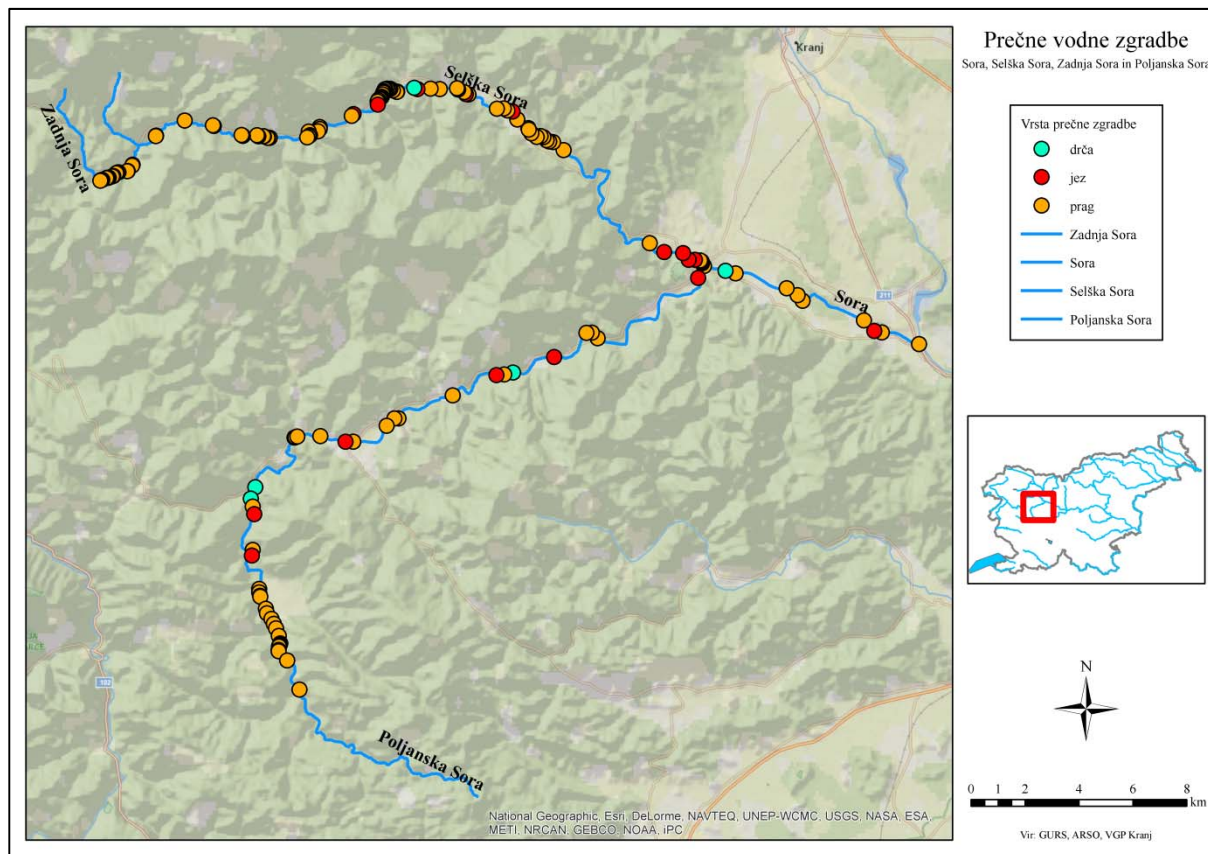 Prečne vodne zgradbe
Sora, Selška Sora, Zadnja Sora in Poljanska Sora
Vrsta prečne zgradbe
drča
jez
prag
Zadnja Sora
Sora
Selška Sora
Poljanska Sora
Kranj
Selška Sora
Zadnja Sora
Sora
211
102
Poljanska Sora
National Geographic, Esri, DeLorme, NAVTEQ, UNEP-WCMC, USGS, NASA, ESA,
METI, NRCAN, GEBCO, NOAA, iPC
N
0 1 2 4 6 8
km
Vir: GURS, ARSO, VGP Kranj